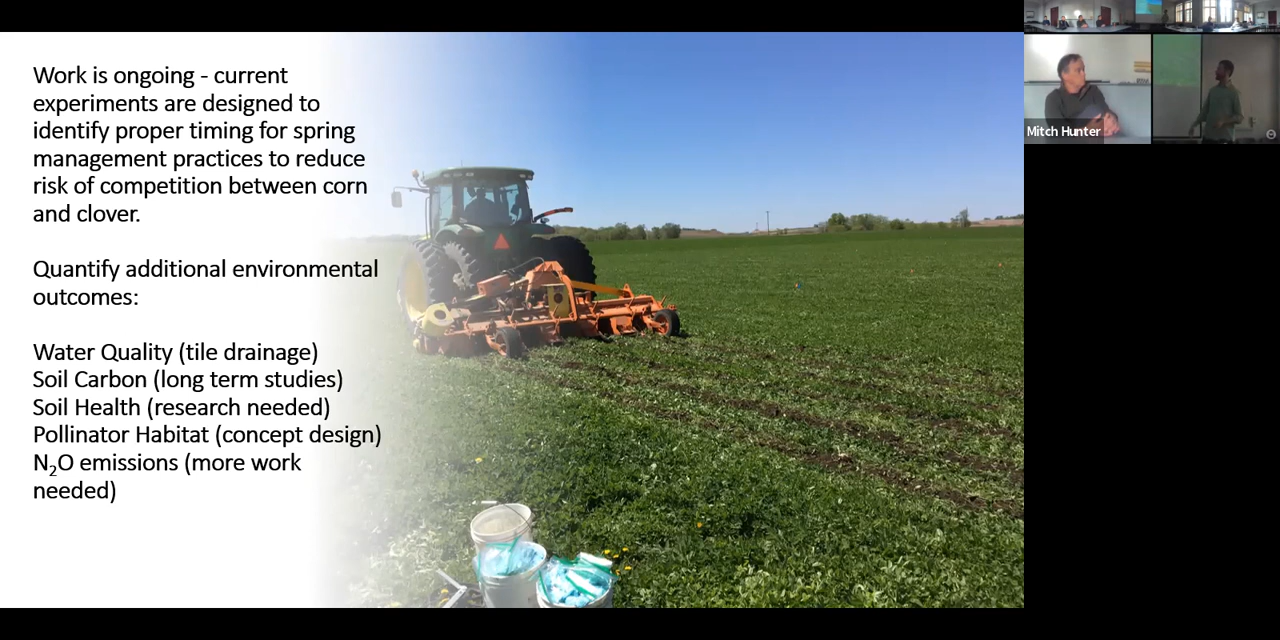 Work is ongoing - current
experiments are designed to
identify proper timing for spring
management practices to reduce
risk of competition between corn
and clover.
Quantify additional environmental
outcomes:
Water Quality (tile drainage)
Soil Carbon (long term studies)
Soil Health (research needed)
Pollinator Habitat (concept design)
N₂O emissions (more work
needed)
Mitch Hunter